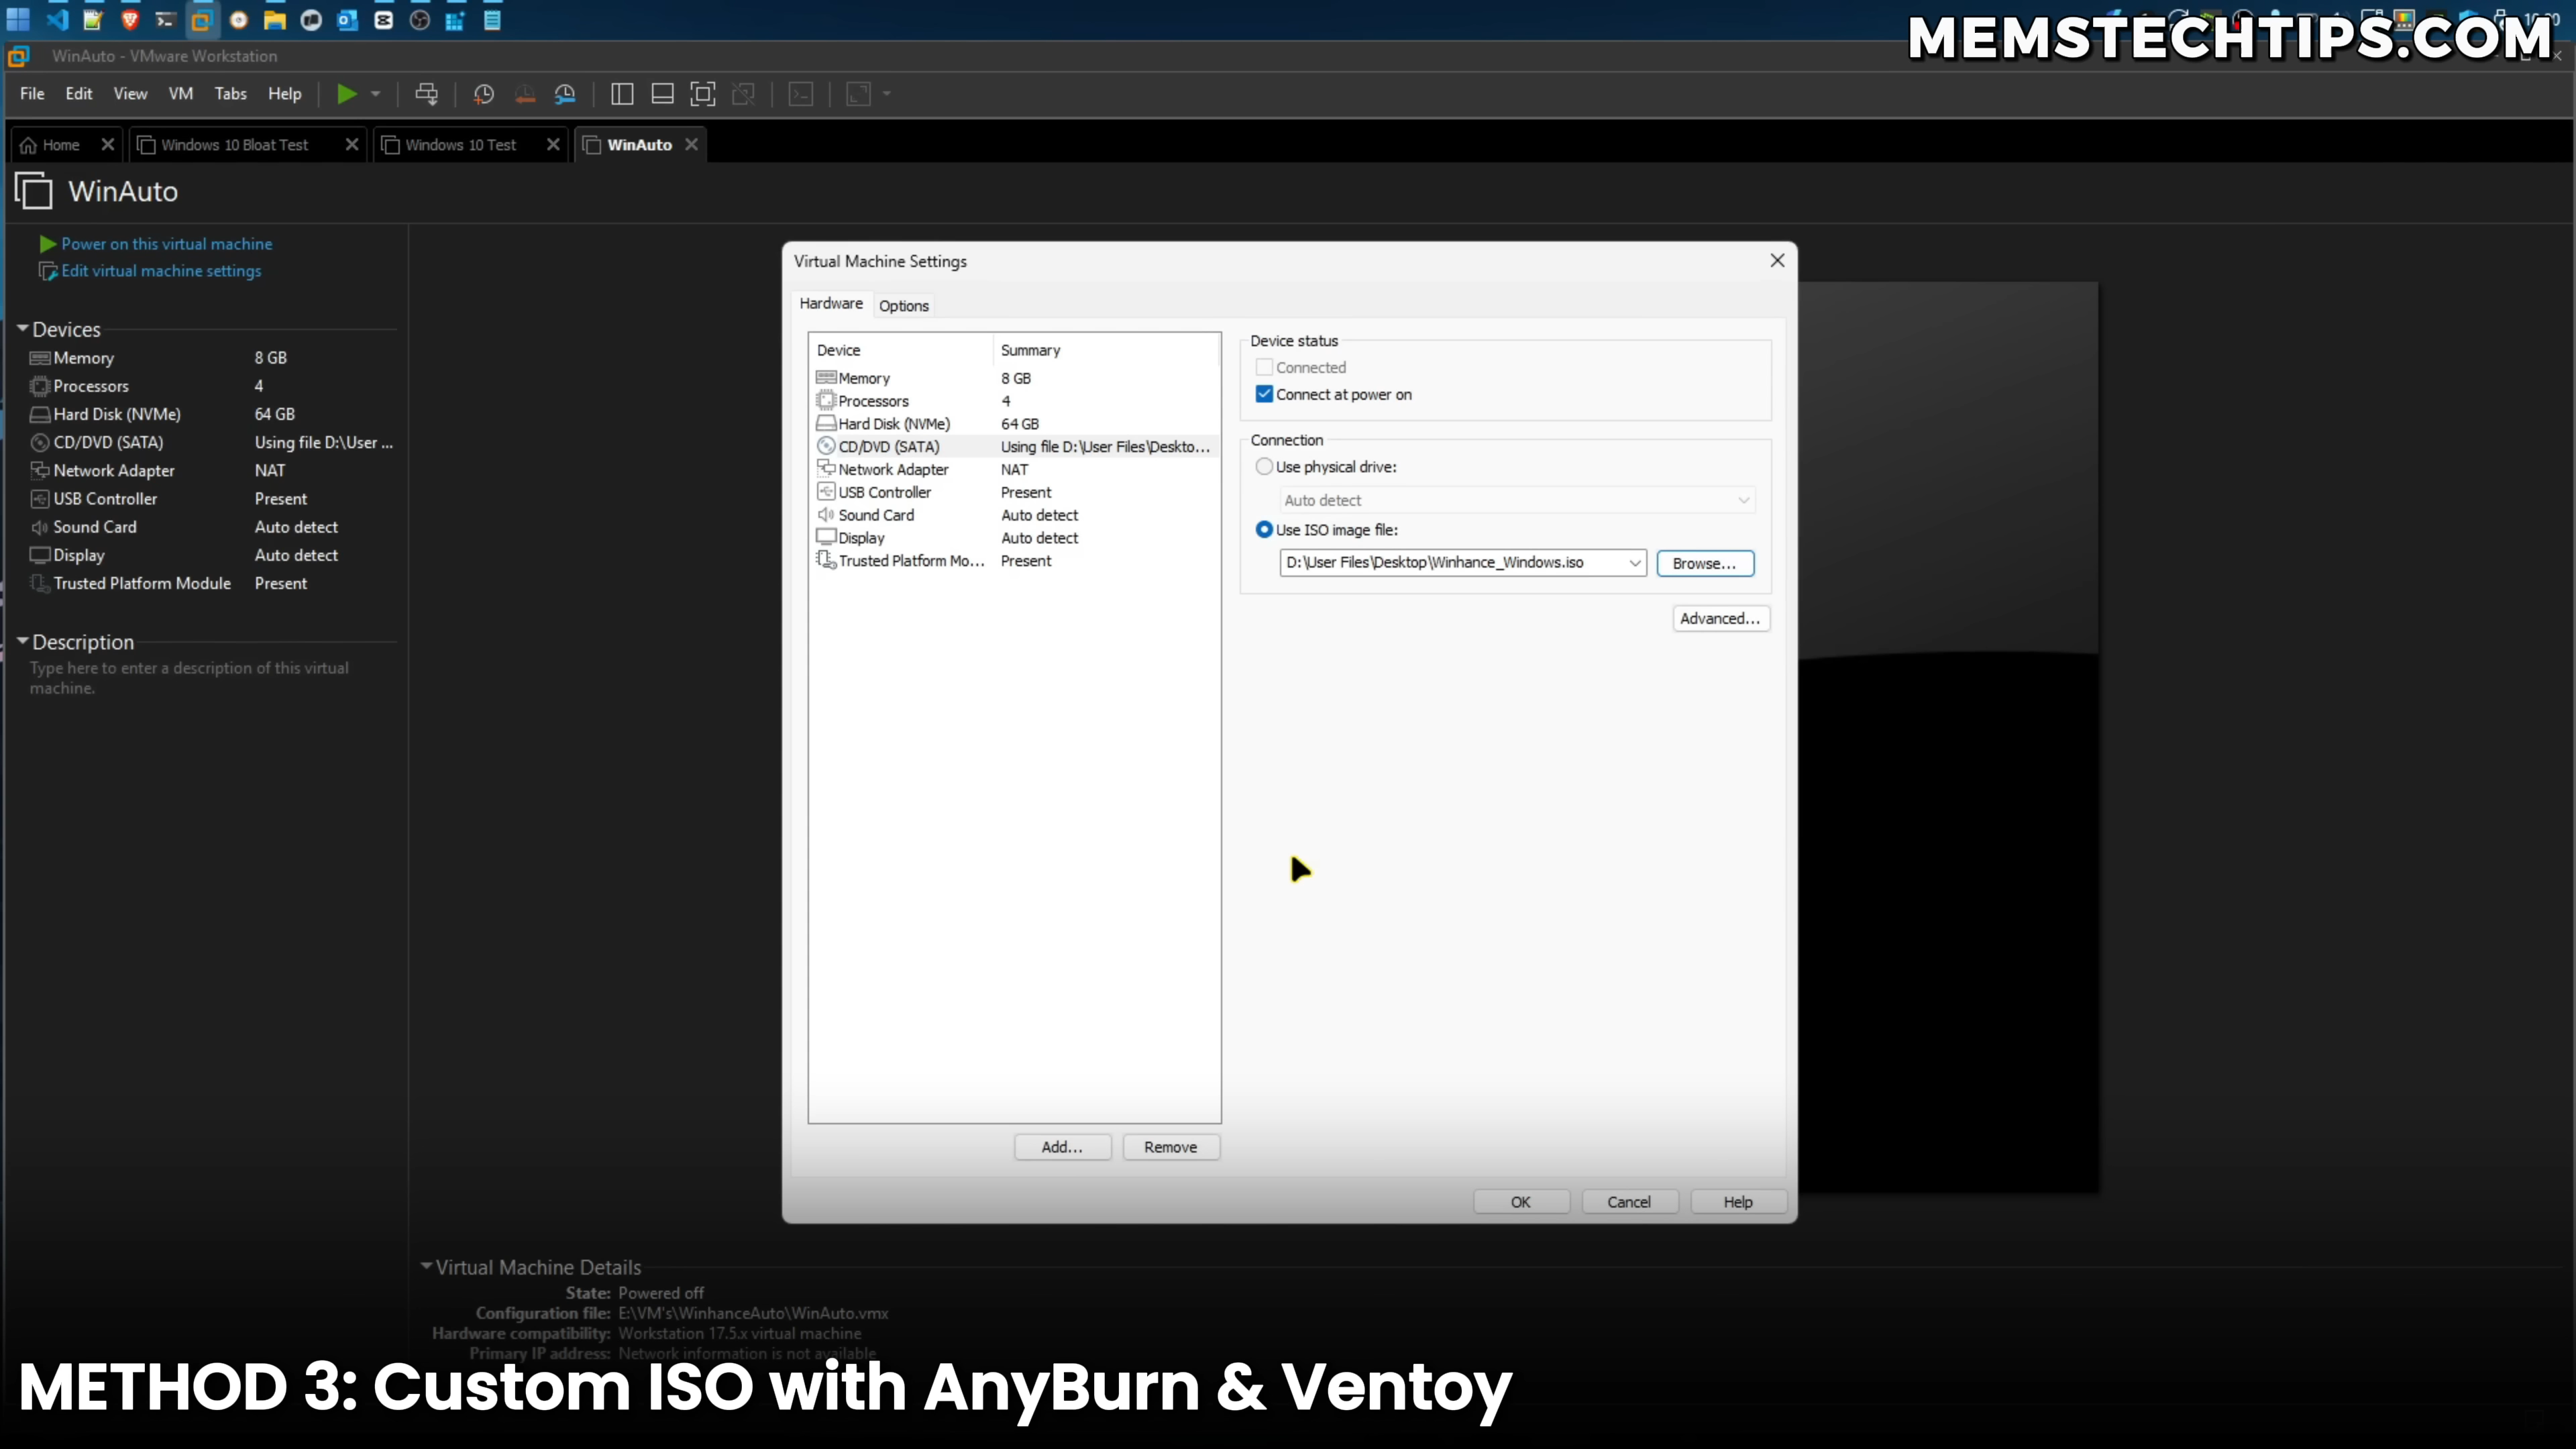 MEMSTECHTIPS.COM
WinAuto - VMware Workstation
File Edit View VM Tabs Help
Home Windows 10 Bloat Test Windows 10 Test WinAuto
WinAuto
Power on this virtual machine
Edit virtual machine settings
Devices
Memory 8 GB
Processors 4
Hard Disk (NVMe) 64 GB
CD/DVD (SATA) Using file D:\User ...
Network Adapter NAT
USB Controller Present
Sound Card Auto detect
Display Auto detect
Trusted Platform Module Present
Description
Type here to enter a description of this virtual
machine.
Virtual Machine Settings
Hardware Options
Device Summary
Memory 8 GB
Processors 4
Hard Disk (NVMe) 64 GB
CD/DVD (SATA) Using file D:\User Files\Deskto...
Network Adapter NAT
USB Controller Present
Sound Card Auto detect
Display Auto detect
Trusted Platform Mo... Present
Add... Remove
Device status
Connected
Connect at power on
Connection
Use physical drive:
Auto detect
Use ISO image file:
D:\User Files\Desktop\Winhance_Windows.iso Browse...
Advanced...
OK Cancel Help
Virtual Machine Details
State: Powered off
Configuration file: E:\VM's\WinhanceAuto\WinAuto.vmx
Hardware compatibility: Workstation 17.5.x virtual machine
Primary IP address: Network information is not available
METHOD 3: Custom ISO with AnyBurn & Ventoy